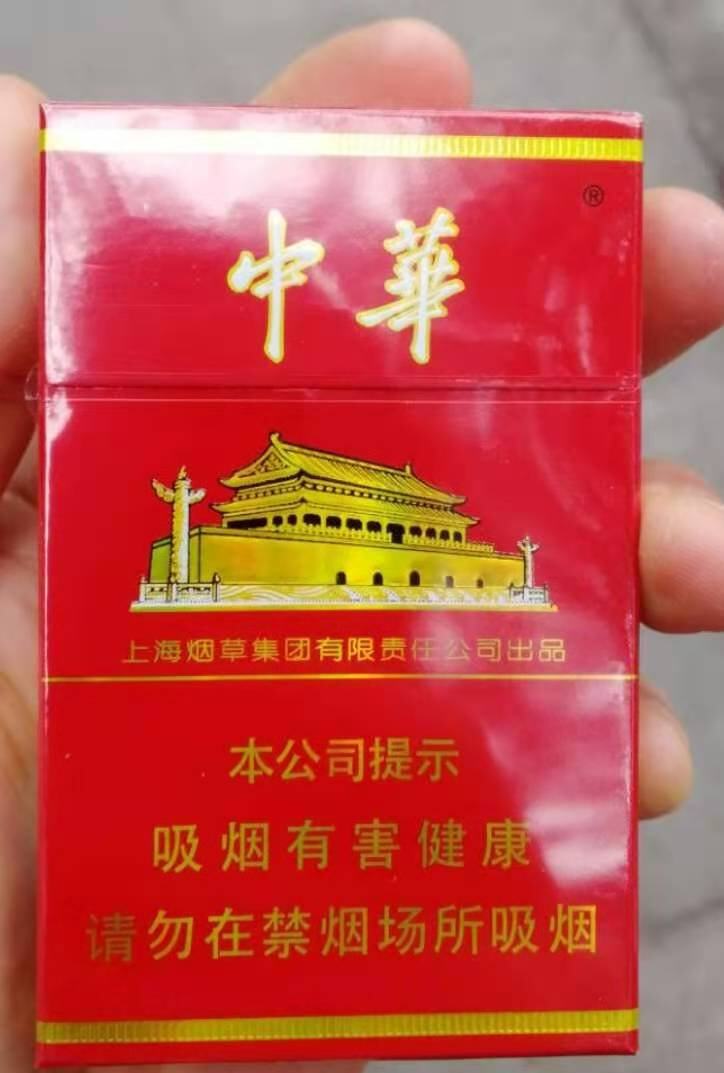 ®
中華
上海烟草集团有限责任公司出品
本公司提示
吸烟有害健康
请勿在禁烟场所吸烟